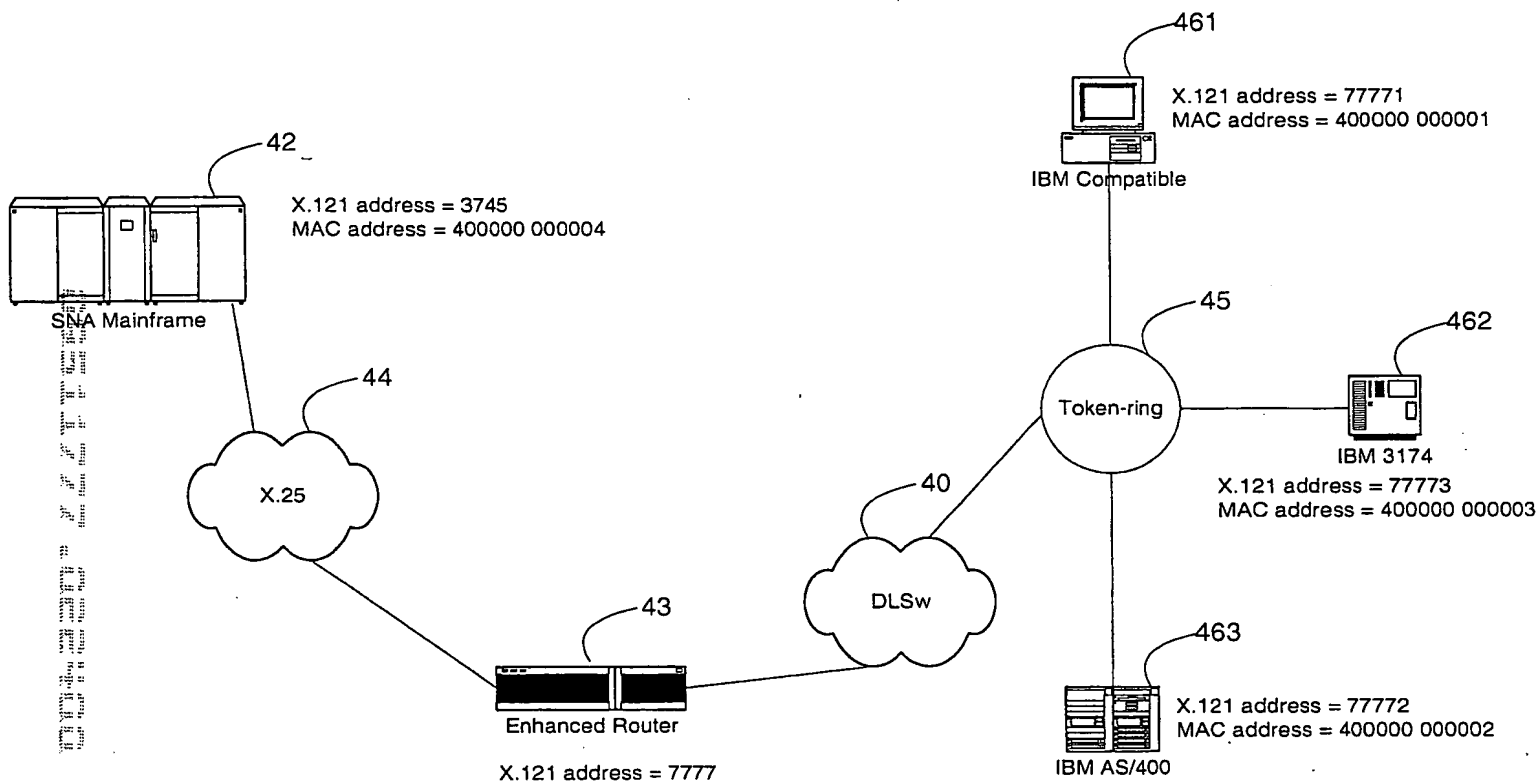 461
X.121 address = 77771
MAC address = 400000 000001
IBM Compatible
42
X.121 address = 3745
MAC address = 400000 000004
SNA Mainframe
45
462
44
Token-ring
IBM 3174
X.121 address = 77773
MAC address = 400000 000003
X.25
40
DLSw
43
463
Enhanced Router
X.121 address = 7777
X.121 address = 77772
MAC address = 400000 000002
IBM AS/400